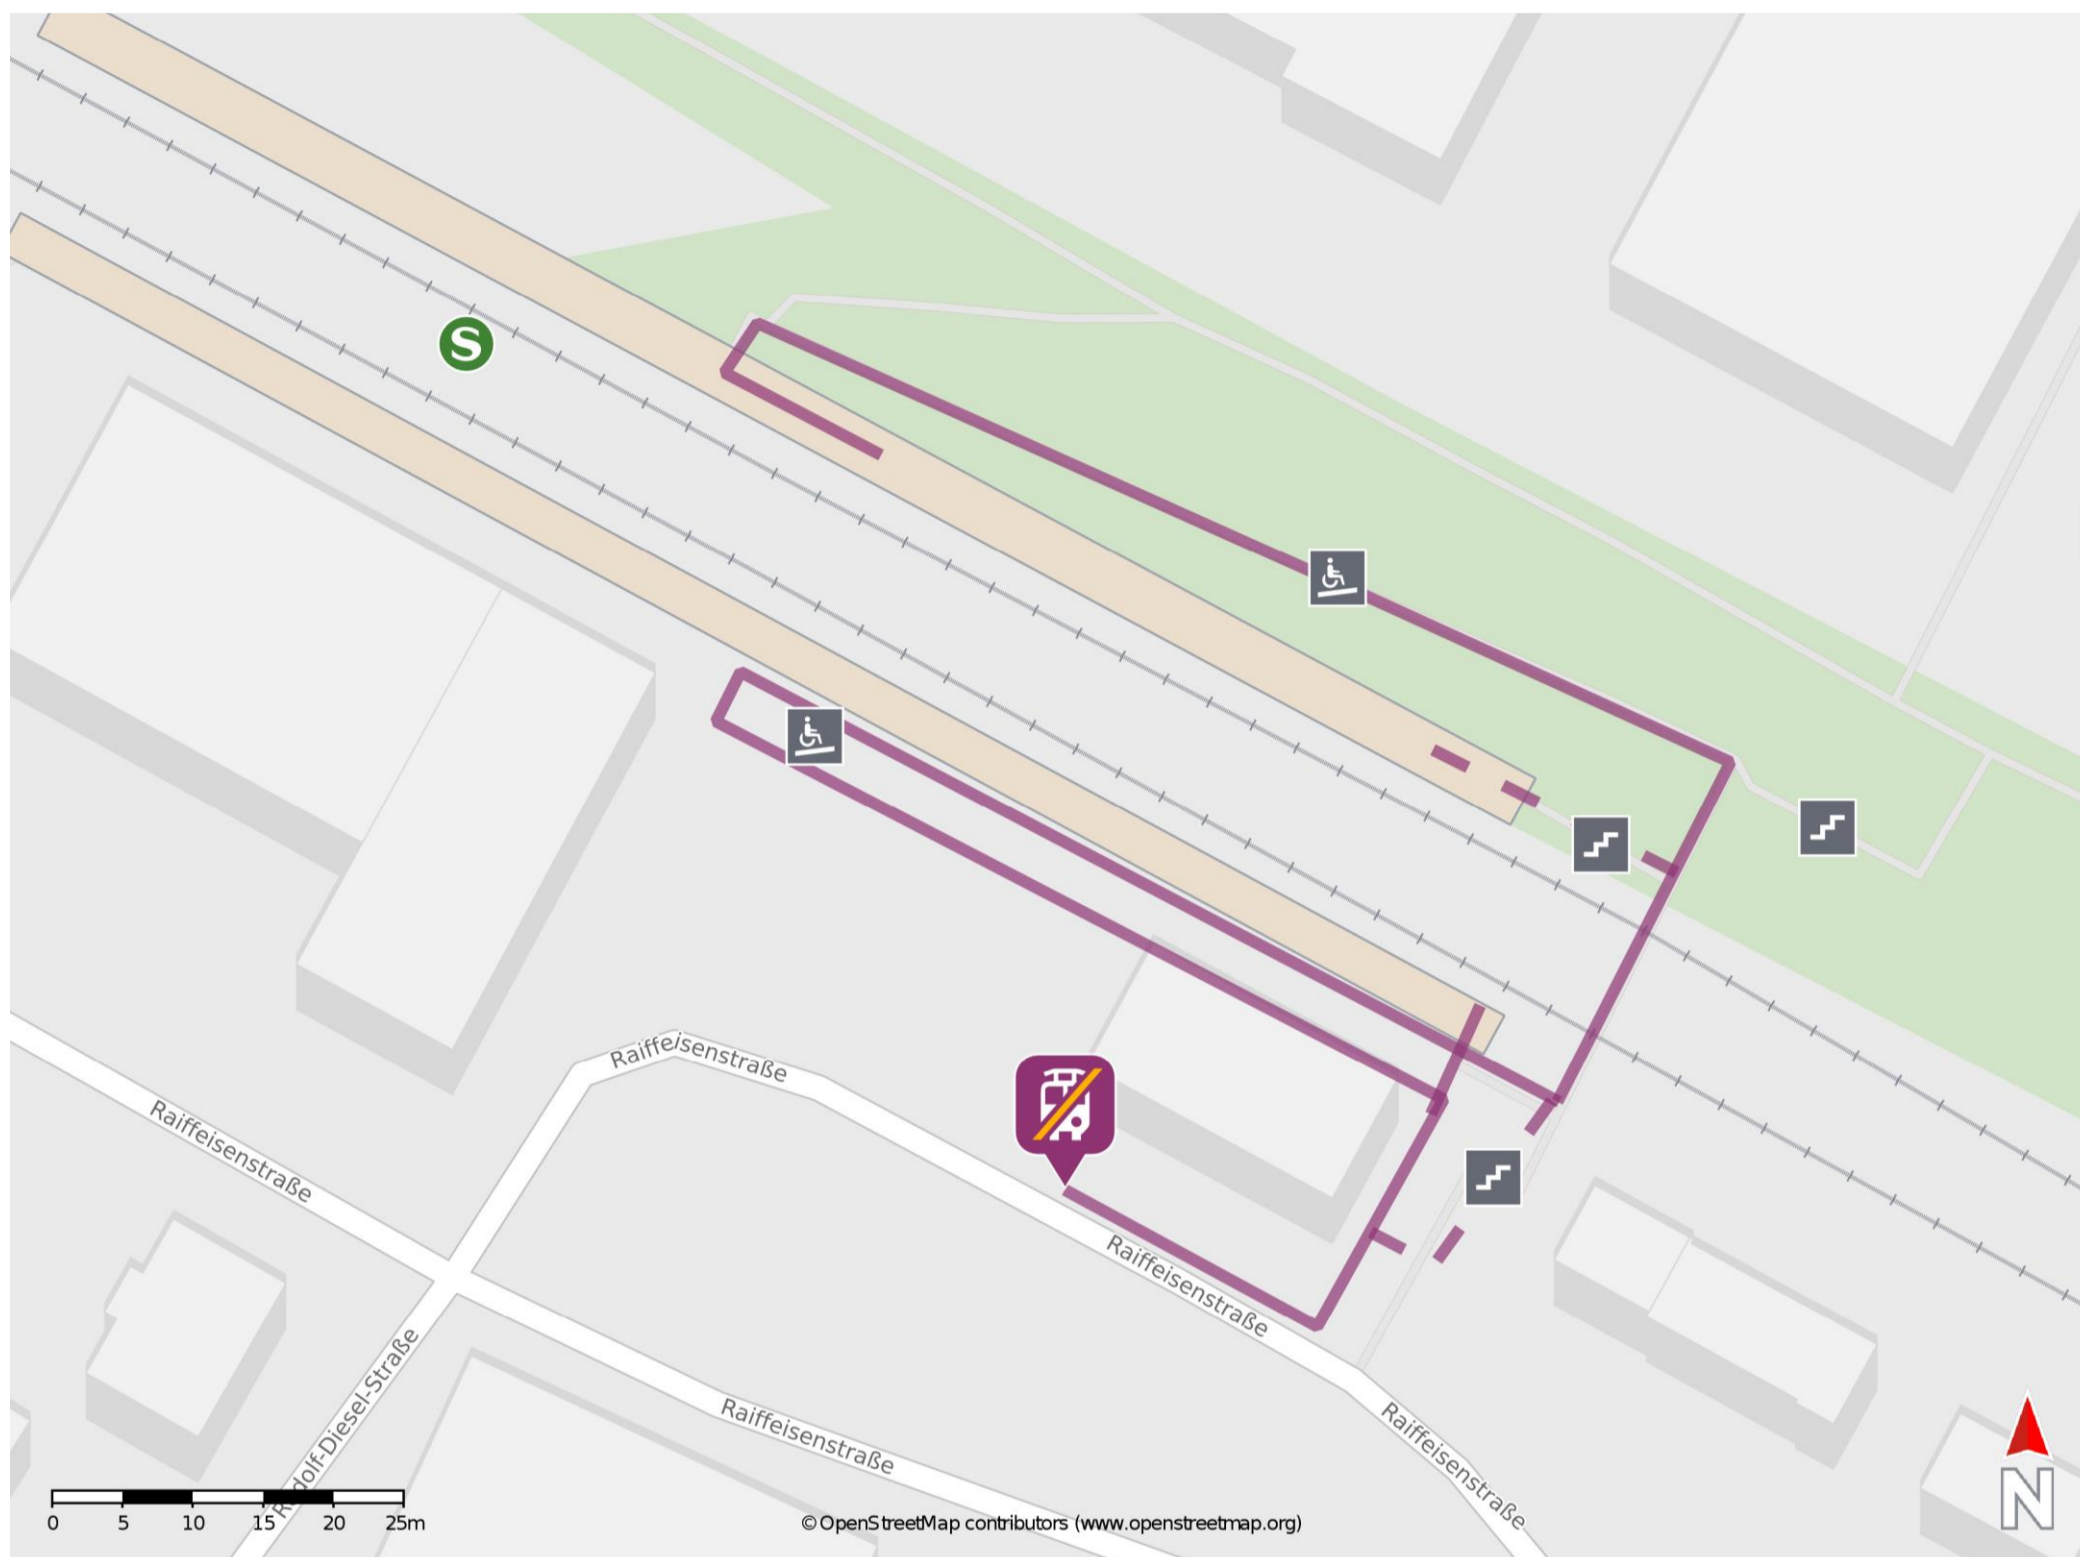 S
Raiffeisenstraße
Raiffeisenstraße
Raiffeisenstraße
Rudolf-Diesel-Straße
Raiffeisenstraße
Raiffeisenstraße
0 5 10 15 20 25m
© OpenStreetMap contributors (www.openstreetmap.org)
N